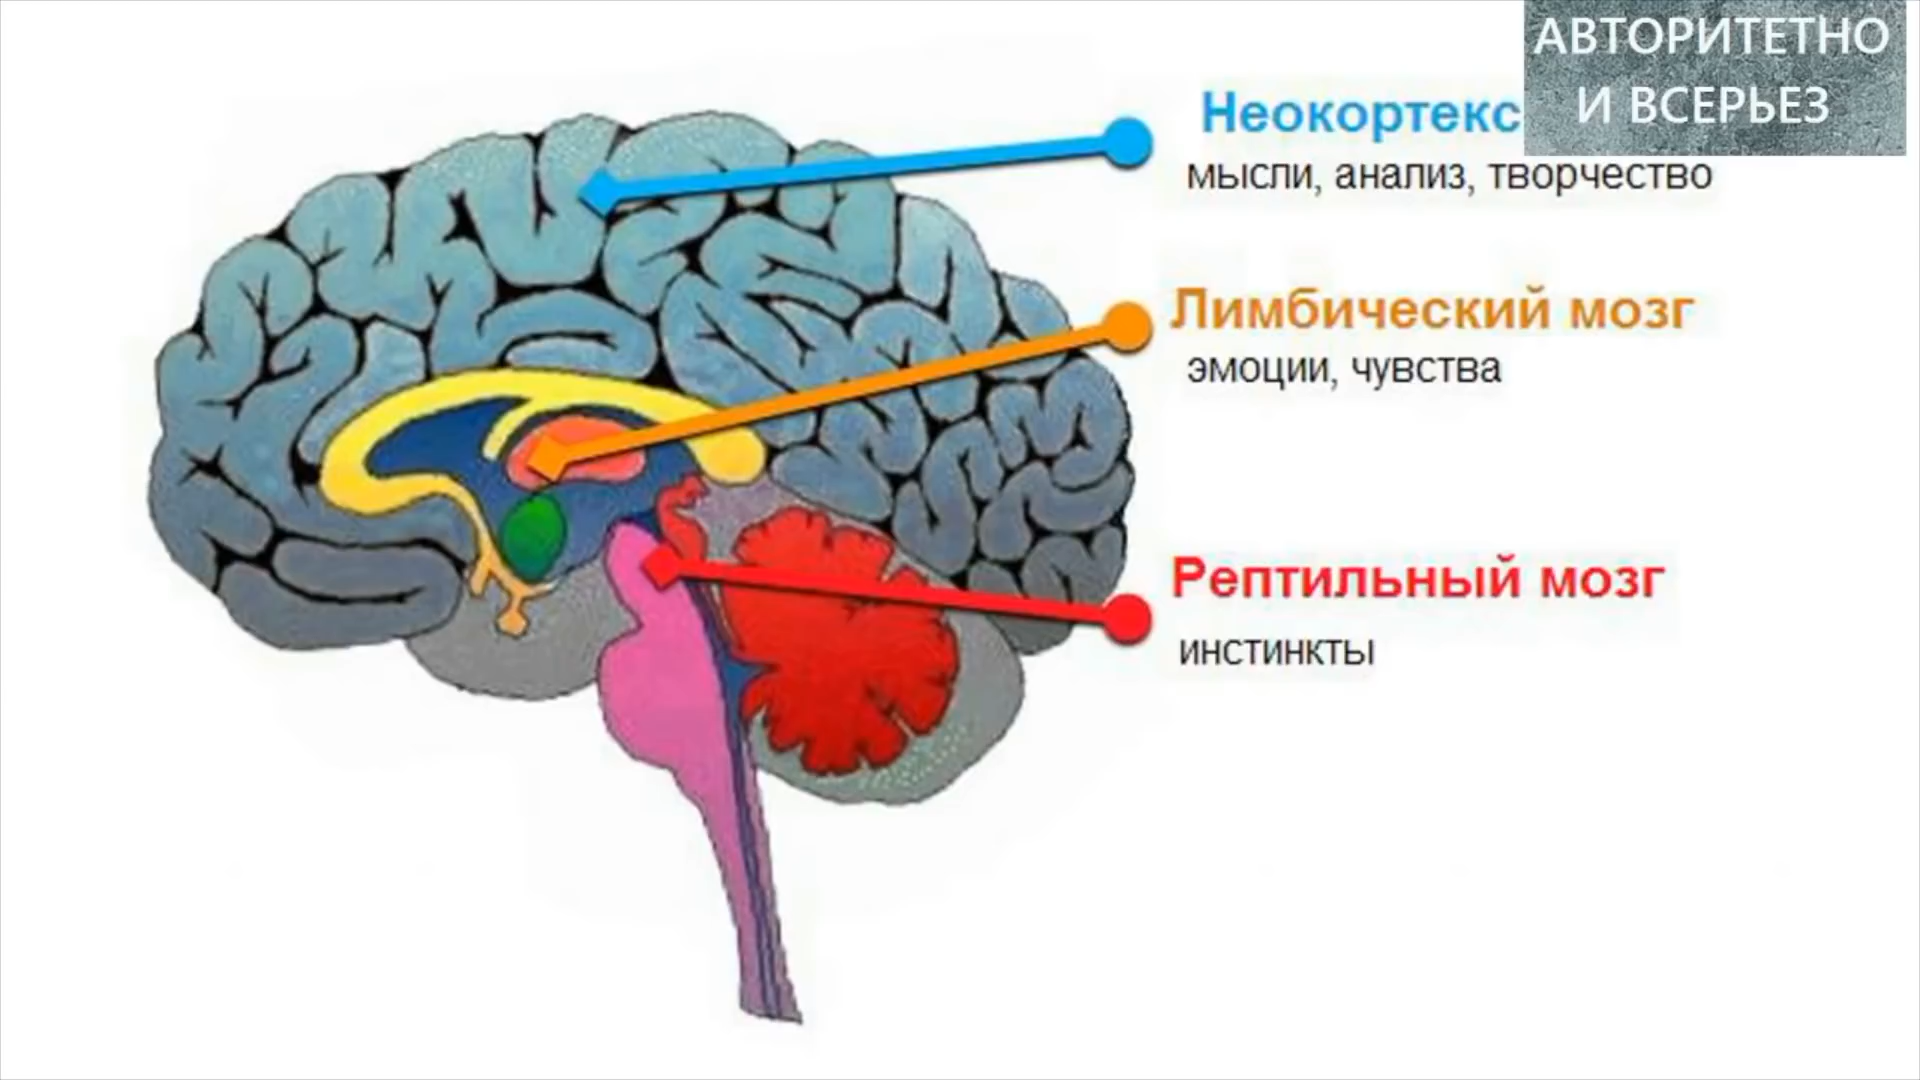 АВТОРИТЕТНО
И ВСЕРЬЕЗ
Неокортекс
мысли, анализ, творчество
Лимбический мозг
эмоции, чувства
Рептильный мозг
инстинкты